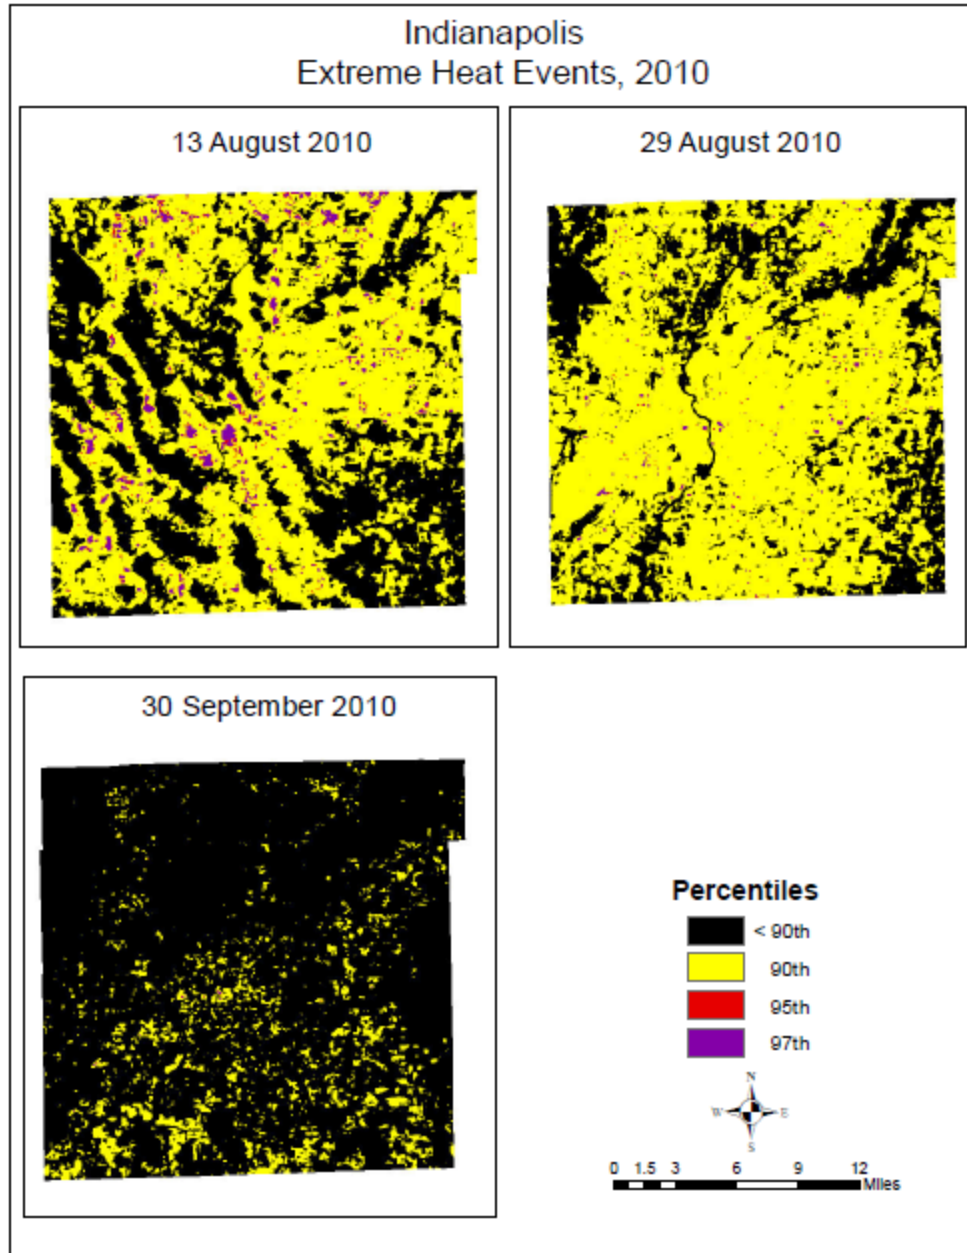 Indianapolis
Extreme Heat Events, 2010
13 August 2010
29 August 2010
30 September 2010
Percentiles
< 90th
90th
95th
97th
N
W E
S
0 1.5 3 6 9 12
Miles